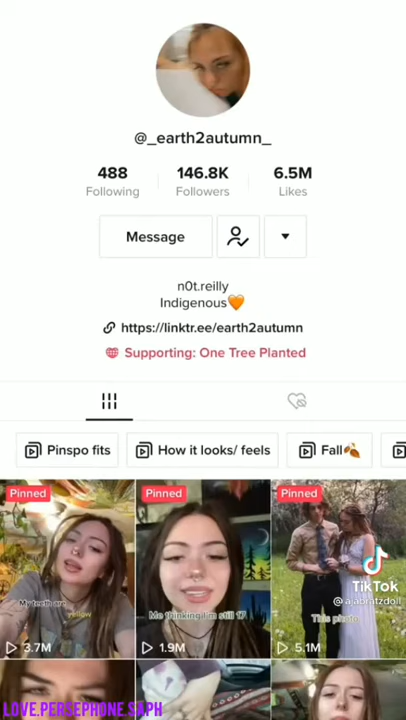 @_earth2autumn_
488 146.8K 6.5M
Following Followers Likes
Message
n0t.reilly
Indigenous🧡
https://linktr.ee/earth2autumn
Supporting: One Tree Planted
Pinspo fits How it looks/ feels Fall🍂
Pinned Pinned Pinned
My teeth are
yellow
Me thinking I'm still 17
This photo
TikTok
@ajabratzdoll
3.7M 1.9M 5.1M
LOVE.PERSEPHONE.SAPH